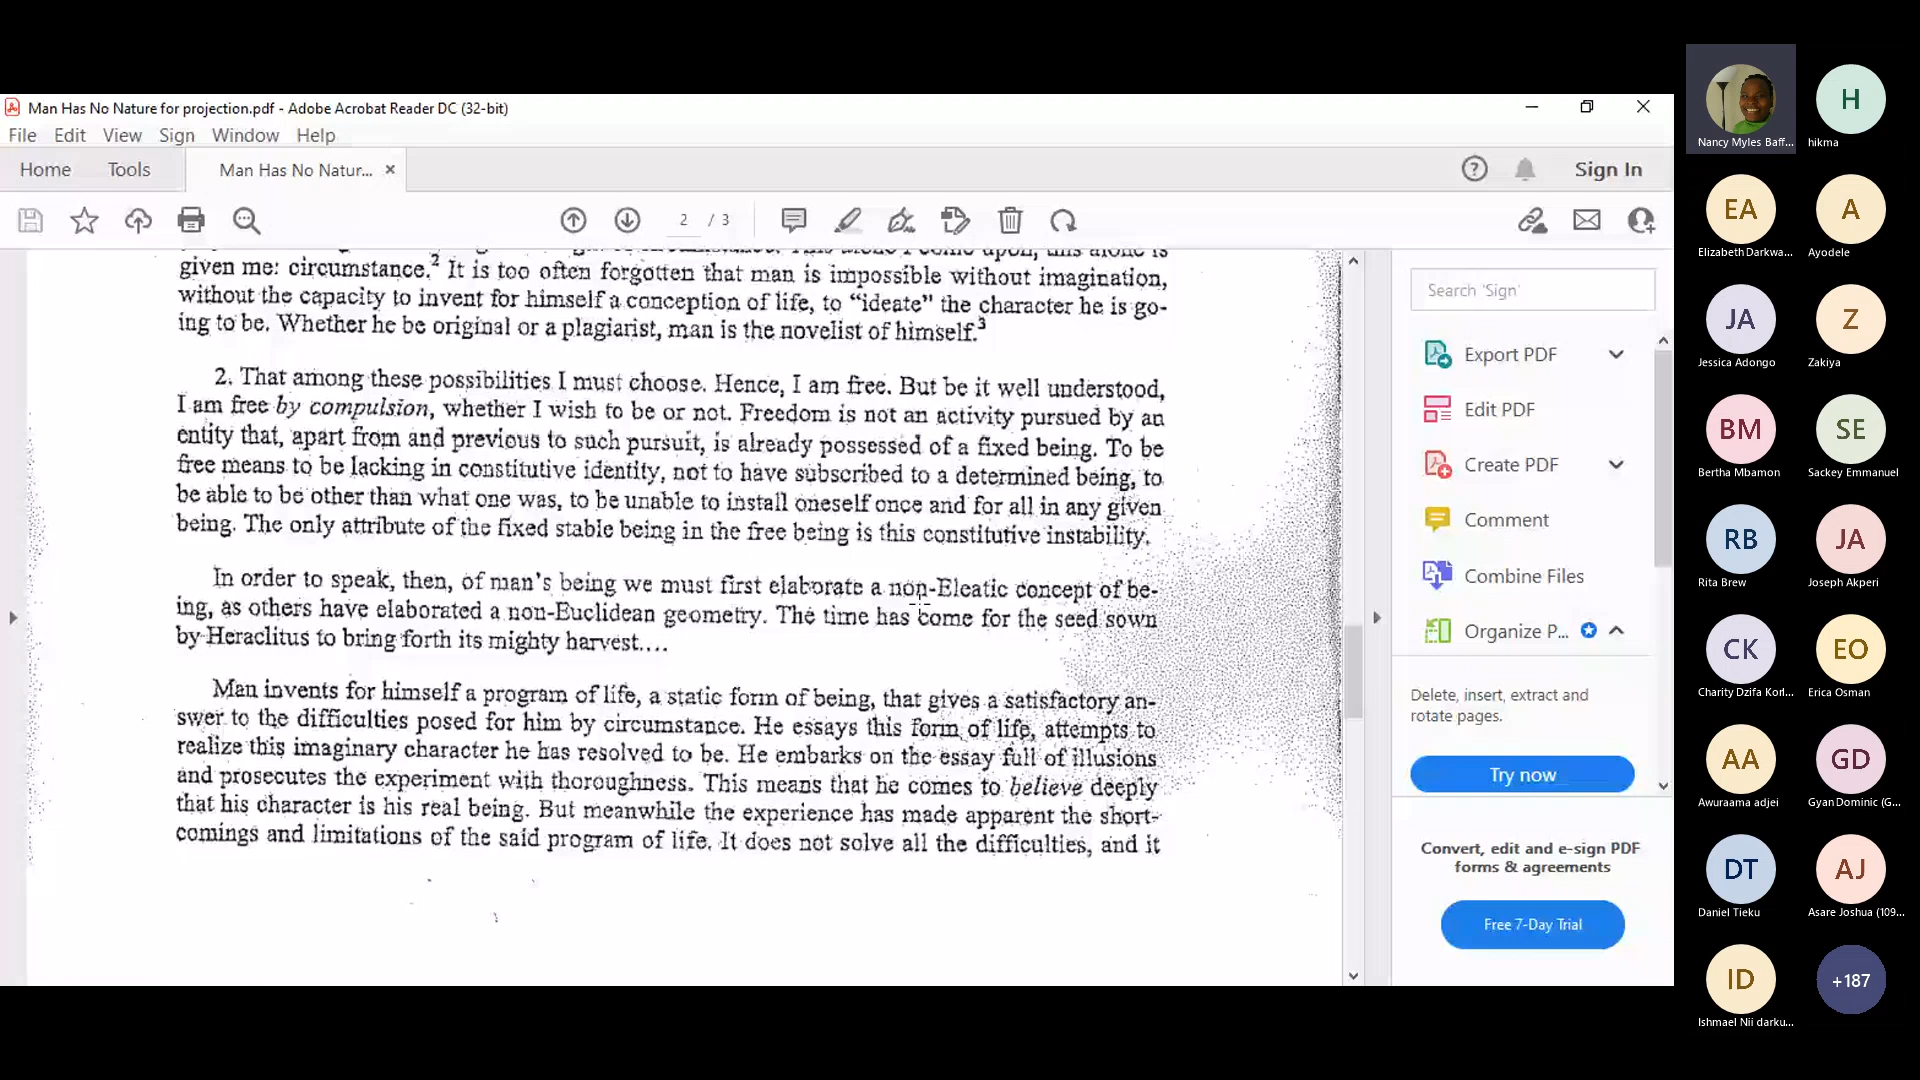 Man Has No Nature for projection.pdf - Adobe Acrobat Reader DC (32-bit)
File Edit View Sign Window Help
Home Tools Man Has No Natur... Sign In
2 / 3
given me: circumstance.2 It is too often forgotten that man is impossible without imagination,
without the capacity to invent for himself a conception of life, to “ideate” the character he is go-
ing to be. Whether he be original or a plagiarist, man is the novelist of himself.3
2. That among these possibilities I must choose. Hence, I am free. But be it well understood,
I am free by compulsion, whether I wish to be or not. Freedom is not an activity pursued by an
entity that, apart from and previous to such pursuit, is already possessed of a fixed being. To be
free means to be lacking in constitutive identity, not to have subscribed to a determined being, to
be able to be other than what one was, to be unable to install oneself once and for all in any given
being. The only attribute of the fixed stable being in the free being is this constitutive instability.
In order to speak, then, of man’s being we must first elaborate a non-Eleatic concept of be-
ing, as others have elaborated a non-Euclidean geometry. The time has come for the seed sown
by Heraclitus to bring forth its mighty harvest....
Man invents for himself a program of life, a static form of being, that gives a satisfactory an-
swer to the difficulties posed for him by circumstance. He essays this form of life, attempts to
realize this imaginary character he has resolved to be. He embarks on the essay full of illusions
and prosecutes the experiment with thoroughness. This means that he comes to believe deeply
that his character is his real being. But meanwhile the experience has made apparent the short-
comings and limitations of the said program of life. It does not solve all the difficulties, and it
Search 'Sign'
Export PDF
Edit PDF
Create PDF
Comment
Combine Files
Organize P...
Delete, insert, extract and
rotate pages.
Try now
Convert, edit and e-sign PDF
forms & agreements
Free 7-Day Trial
H
Nancy Myles Baff... hikma
EA A
Elizabeth Darkwa... Ayodele
JA Z
Jessica Adongo Zakiya
BM SE
Bertha Mbamon Sackey Emmanuel
RB JA
Rita Brew Joseph Akperi
CK EO
Charity Dzifa Korl... Erica Osman
AA GD
Awuraama adjei Gyan Dominic (G...
DT AJ
Daniel Tieku Asare Joshua (109...
ID +187
Ishmael Nii darku...